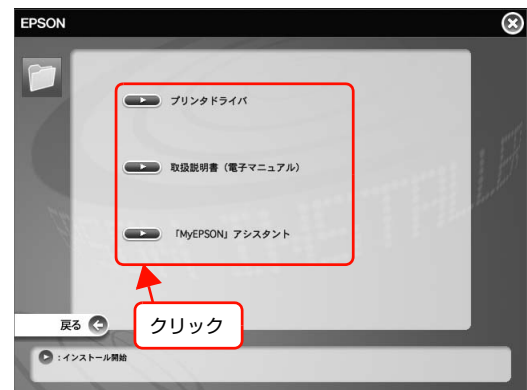 EPSON
プリンタドライバ
取扱説明書（電子マニュアル）
「MyEPSON」アシスタント
クリック
戻る
：インストール開始